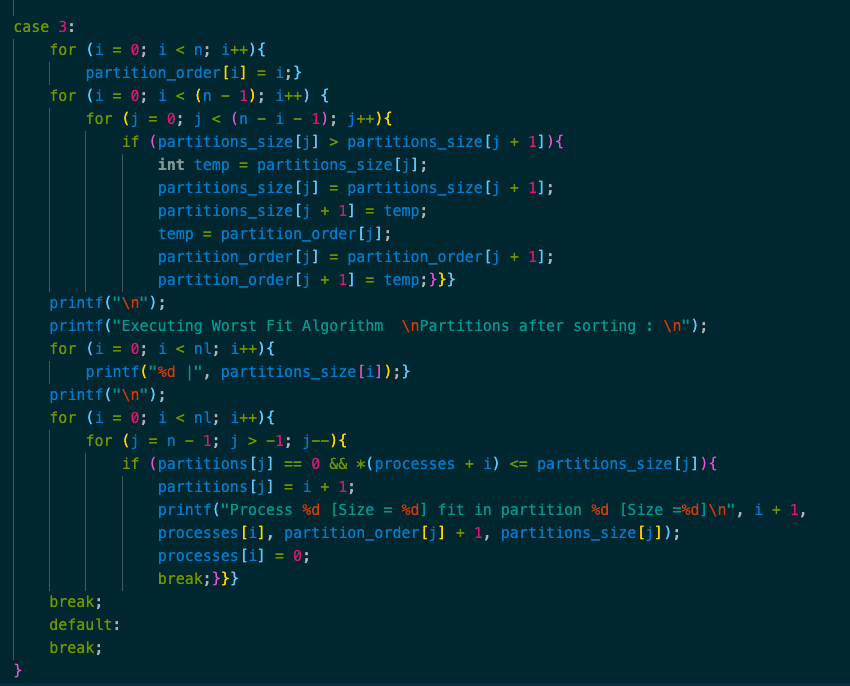 case 3:
    for (i = 0; i < n; i++){
        partition_order[i] = i;}
    for (i = 0; i < (n - 1); i++) {
        for (j = 0; j < (n - i - 1); j++){
            if (partitions_size[j] > partitions_size[j + 1]){
                int temp = partitions_size[j];
                partitions_size[j] = partitions_size[j + 1];
                partitions_size[j + 1] = temp;
                temp = partition_order[j];
                partition_order[j] = partition_order[j + 1];
                partition_order[j + 1] = temp;}}}
    printf("\n");
    printf("Executing Worst Fit Algorithm  \nPartitions after sorting : \n");
    for (i = 0; i < nl; i++){
        printf("%d |", partitions_size[i]);}
    printf("\n");
    for (i = 0; i < nl; i++){
        for (j = n - 1; j > -1; j--){
            if (partitions[j] == 0 && *(processes + i) <= partitions_size[j]){
                partitions[j] = i + 1;
                printf("Process %d [Size = %d] fit in partition %d [Size =%d]\n", i + 1,
                processes[i], partition_order[j] + 1, partitions_size[j]);
                processes[i] = 0;
                break;}}}
    break;
    default:
    break;
}